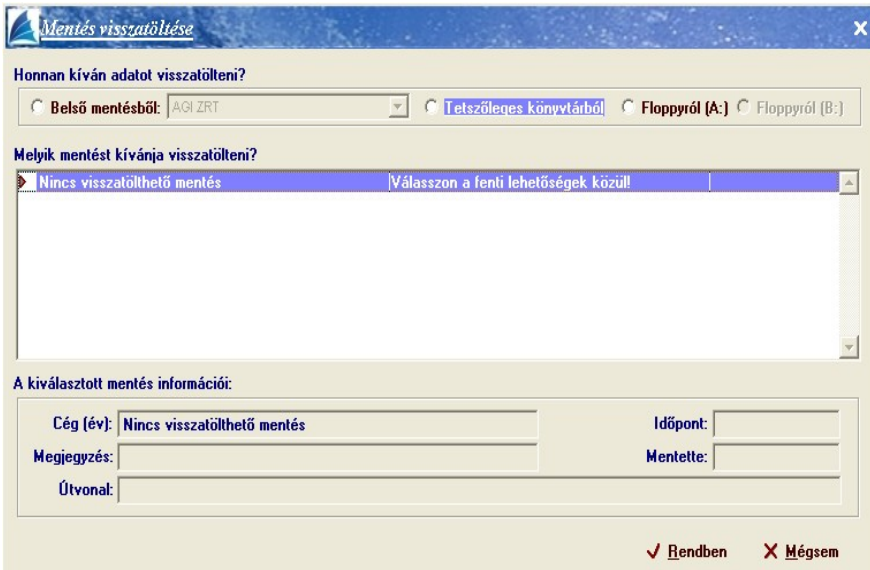 Mentés visszatöltése
Honnan kíván adatot visszatölteni?
Belső mentésből: AGI ZRT Tetszőleges könyvtárból Floppyról (A:) Floppyról (B:)
Melyik mentést kívánja visszatölteni?
Nincs visszatölthető mentés Válasszon a fenti lehetőségek közül!
A kiválasztott mentés információi:
Cég (év): Nincs visszatölthető mentés Időpont:
Megjegyzés: Mentette:
Útvonal:
Rendben Mégsem